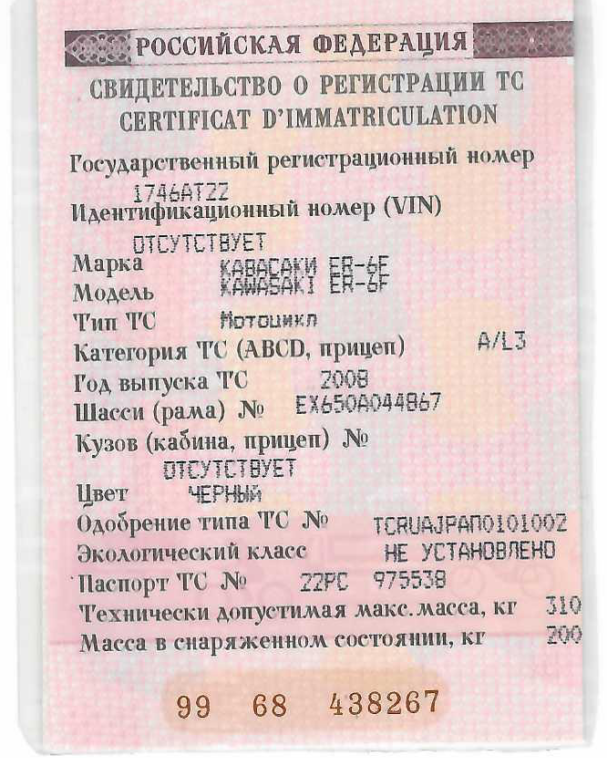 РОССИЙСКАЯ ФЕДЕРАЦИЯ
СВИДЕТЕЛЬСТВО О РЕГИСТРАЦИИ ТС
CERTIFICAT D'IMMATRICULATION
Государственный регистрационный номер
1746АТ22
Идентификационный номер (VIN)
ОТСУТСТВУЕТ
Марка КАВАСАКИ ER-6F
Модель KAWASAKI ER-6F
Тип ТС Мотоцикл
Категория ТС (ABCD, прицеп) A/L3
Год выпуска ТС 2008
Шасси (рама) № EX650A044867
Кузов (кабина, прицеп) №
ОТСУТСТВУЕТ
Цвет ЧЕРНЫЙ
Одобрение типа ТС № TCRUAJPAП0101002
Экологический класс НЕ УСТАНОВЛЕНО
Паспорт ТС № 22РС 975538
Технически допустимая макс. масса, кг 310
Масса в снаряженном состоянии, кг 200
99 68 438267